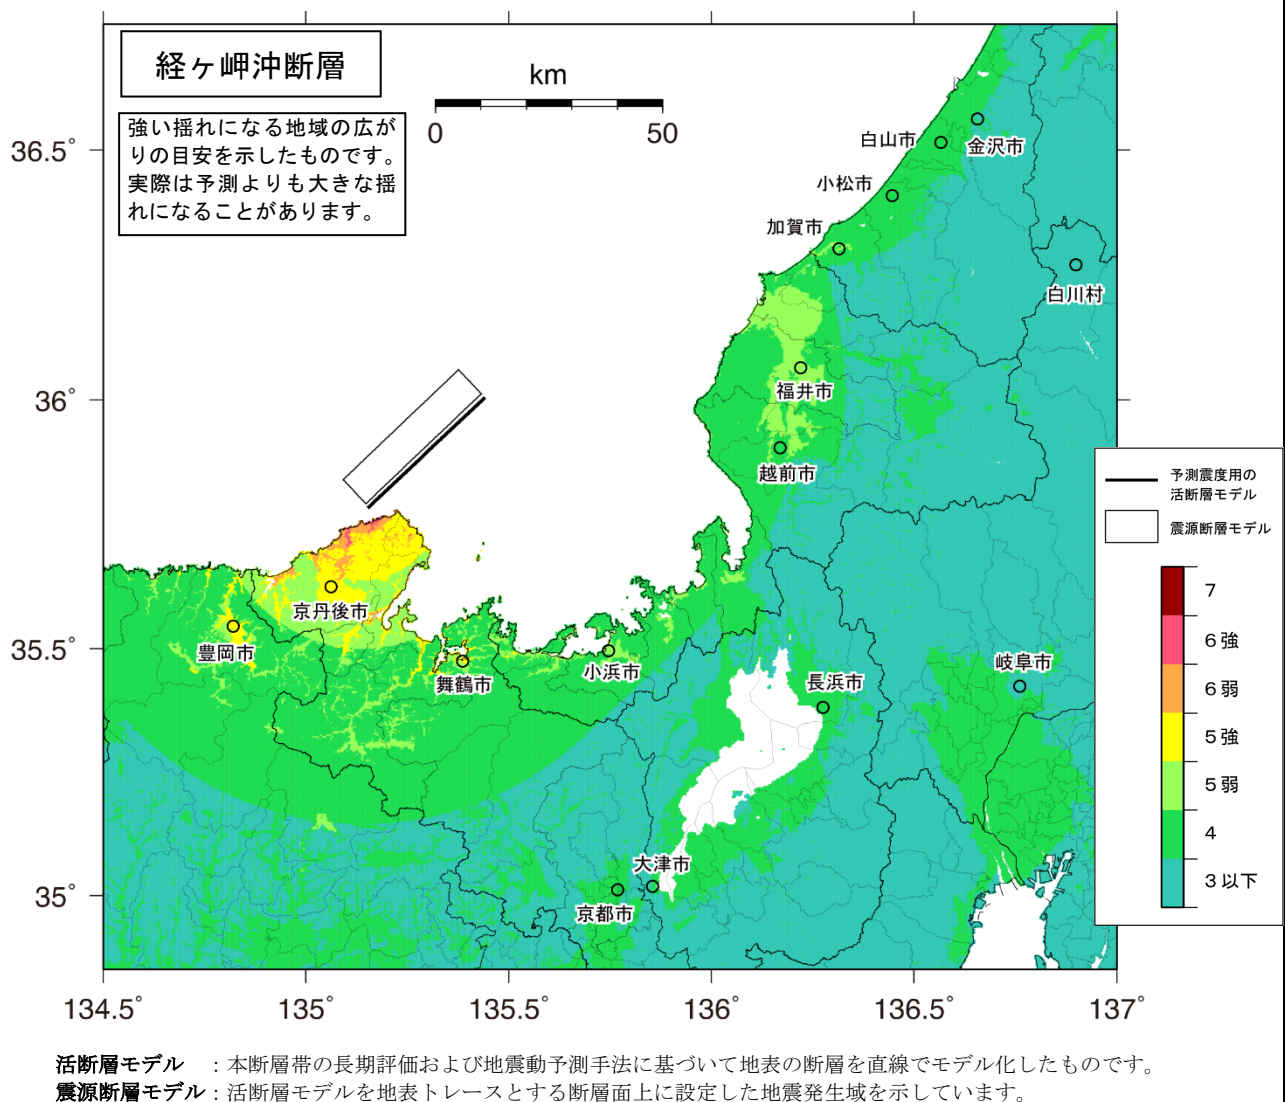 経ヶ岬沖断層
強い揺れになる地域の広が
りの目安を示したものです。
実際は予測よりも大きな揺
れになることがあります。
km
0
50
36.5°
36°
35.5°
35°
134.5°
135°
135.5°
136°
136.5°
137°
白山市
金沢市
小松市
加賀市
白川村
福井市
越前市
京丹後市
豊岡市
舞鶴市
小浜市
長浜市
岐阜市
大津市
京都市
予測震度用の
活断層モデル
震源断層モデル
7
6強
6弱
5強
5弱
4
3以下
活断層モデル ：本断層帯の長期評価および地震動予測手法に基づいて地表の断層を直線でモデル化したものです。
震源断層モデル：活断層モデルを地表トレースとする断層面上に設定した地震発生域を示しています。